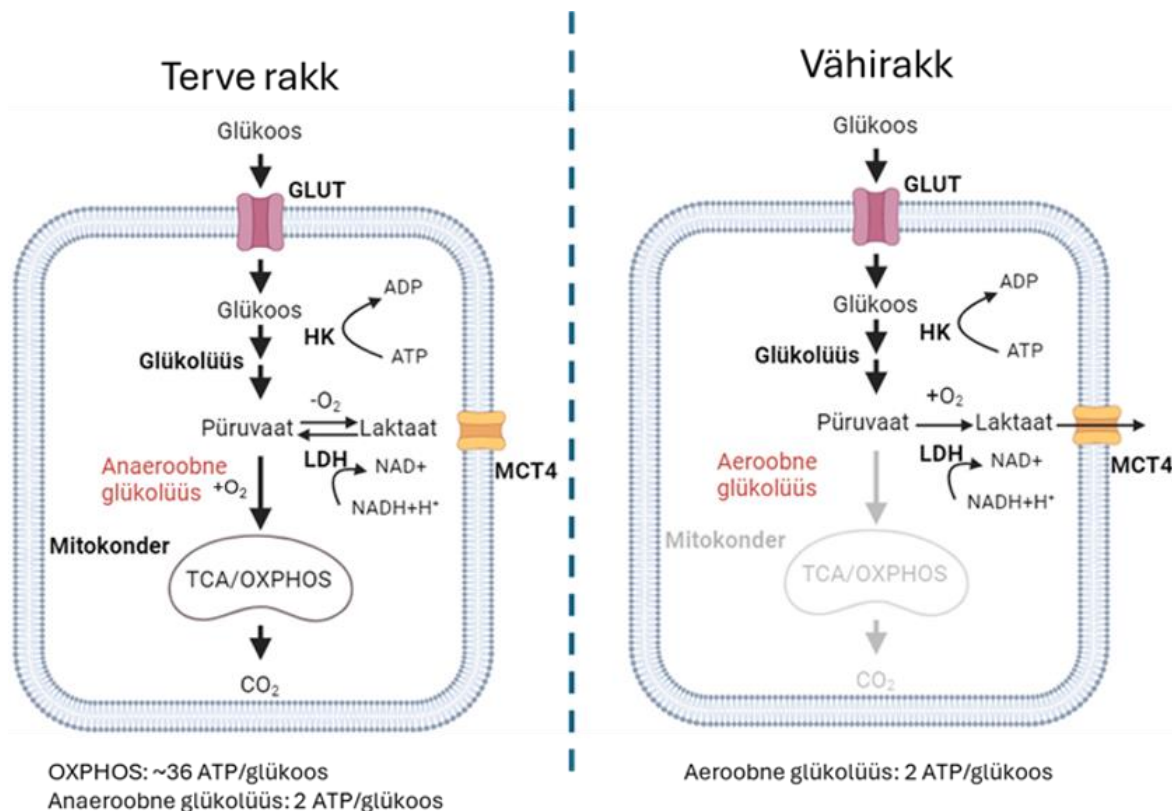 Terve rakk
Glükoos
GLUT
Glükoos
ADP
HK
ATP
Glükolüüs
-O₂
Püruvaat
Laktaat
LDH
NAD+
NADH+H⁺
MCT4
Anaeroobne
glükolüüs
+O₂
Mitokonder
TCA/OXPHOS
CO₂
OXPHOS: ~36 ATP/glükoos
Anaeroobne glükolüüs: 2 ATP/glükoos
Vähirakk
Glükoos
GLUT
Glükoos
ADP
HK
ATP
Glükolüüs
+O₂
Püruvaat
Laktaat
LDH
NAD+
NADH+H⁺
MCT4
Aeroobne
glükolüüs
Mitokonder
TCA/OXPHOS
CO₂
Aeroobne glükolüüs: 2 ATP/glükoos